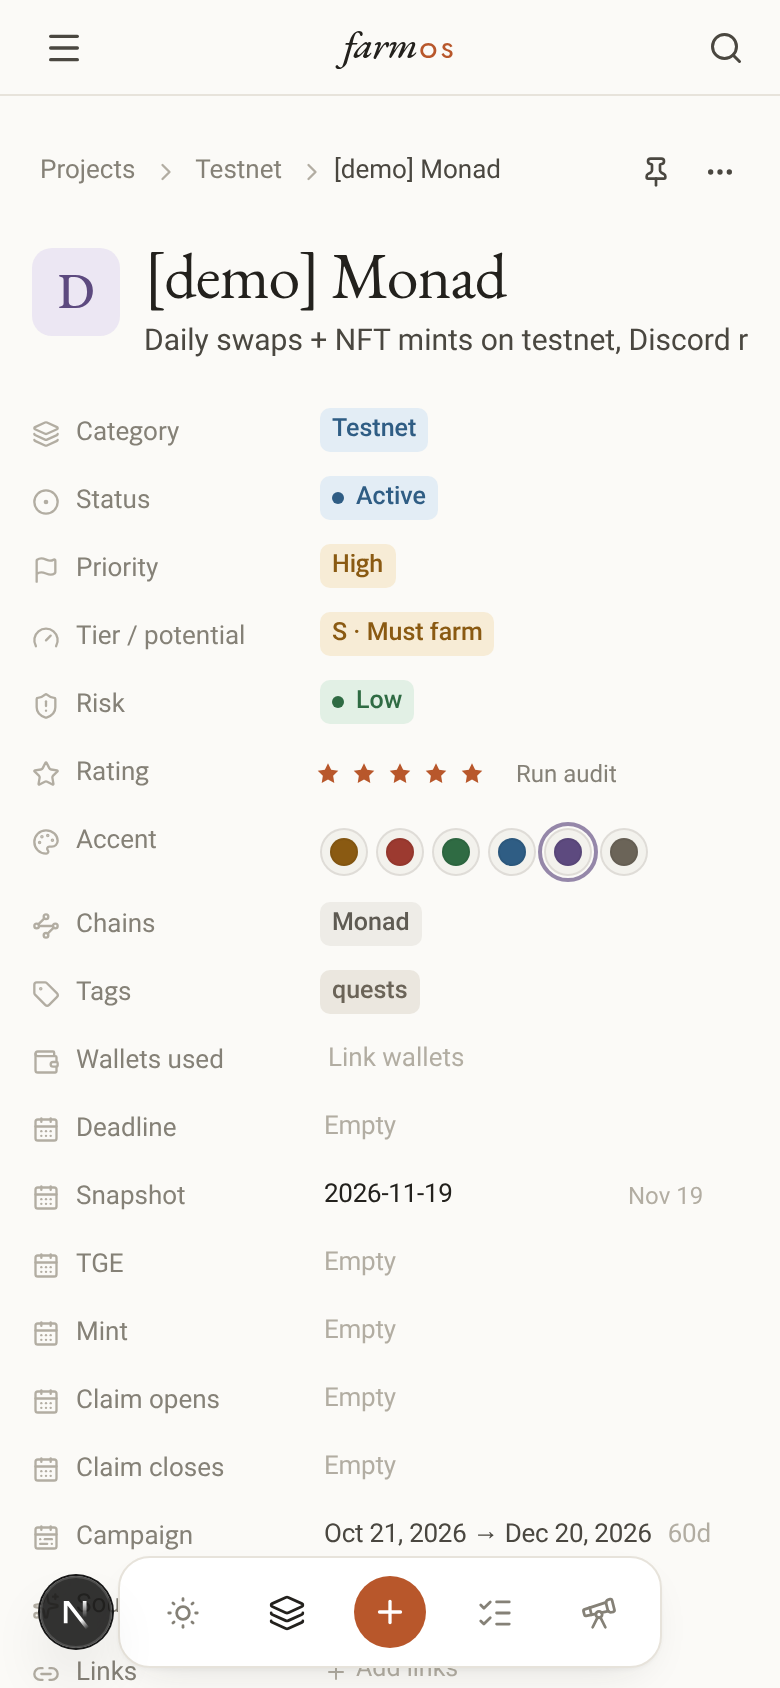 farmos
Projects > Testnet > [demo] Monad
D
[demo] Monad
Daily swaps + NFT mints on testnet, Discord r
Category Testnet
Status Active
Priority High
Tier / potential S · Must farm
Risk Low
Rating Run audit
Accent
Chains Monad
Tags quests
Wallets used Link wallets
Deadline Empty
Snapshot 2026-11-19 Nov 19
TGE Empty
Mint Empty
Claim opens Empty
Claim closes Empty
Campaign Oct 21, 2026 → Dec 20, 2026 60d
N
Links + Add links